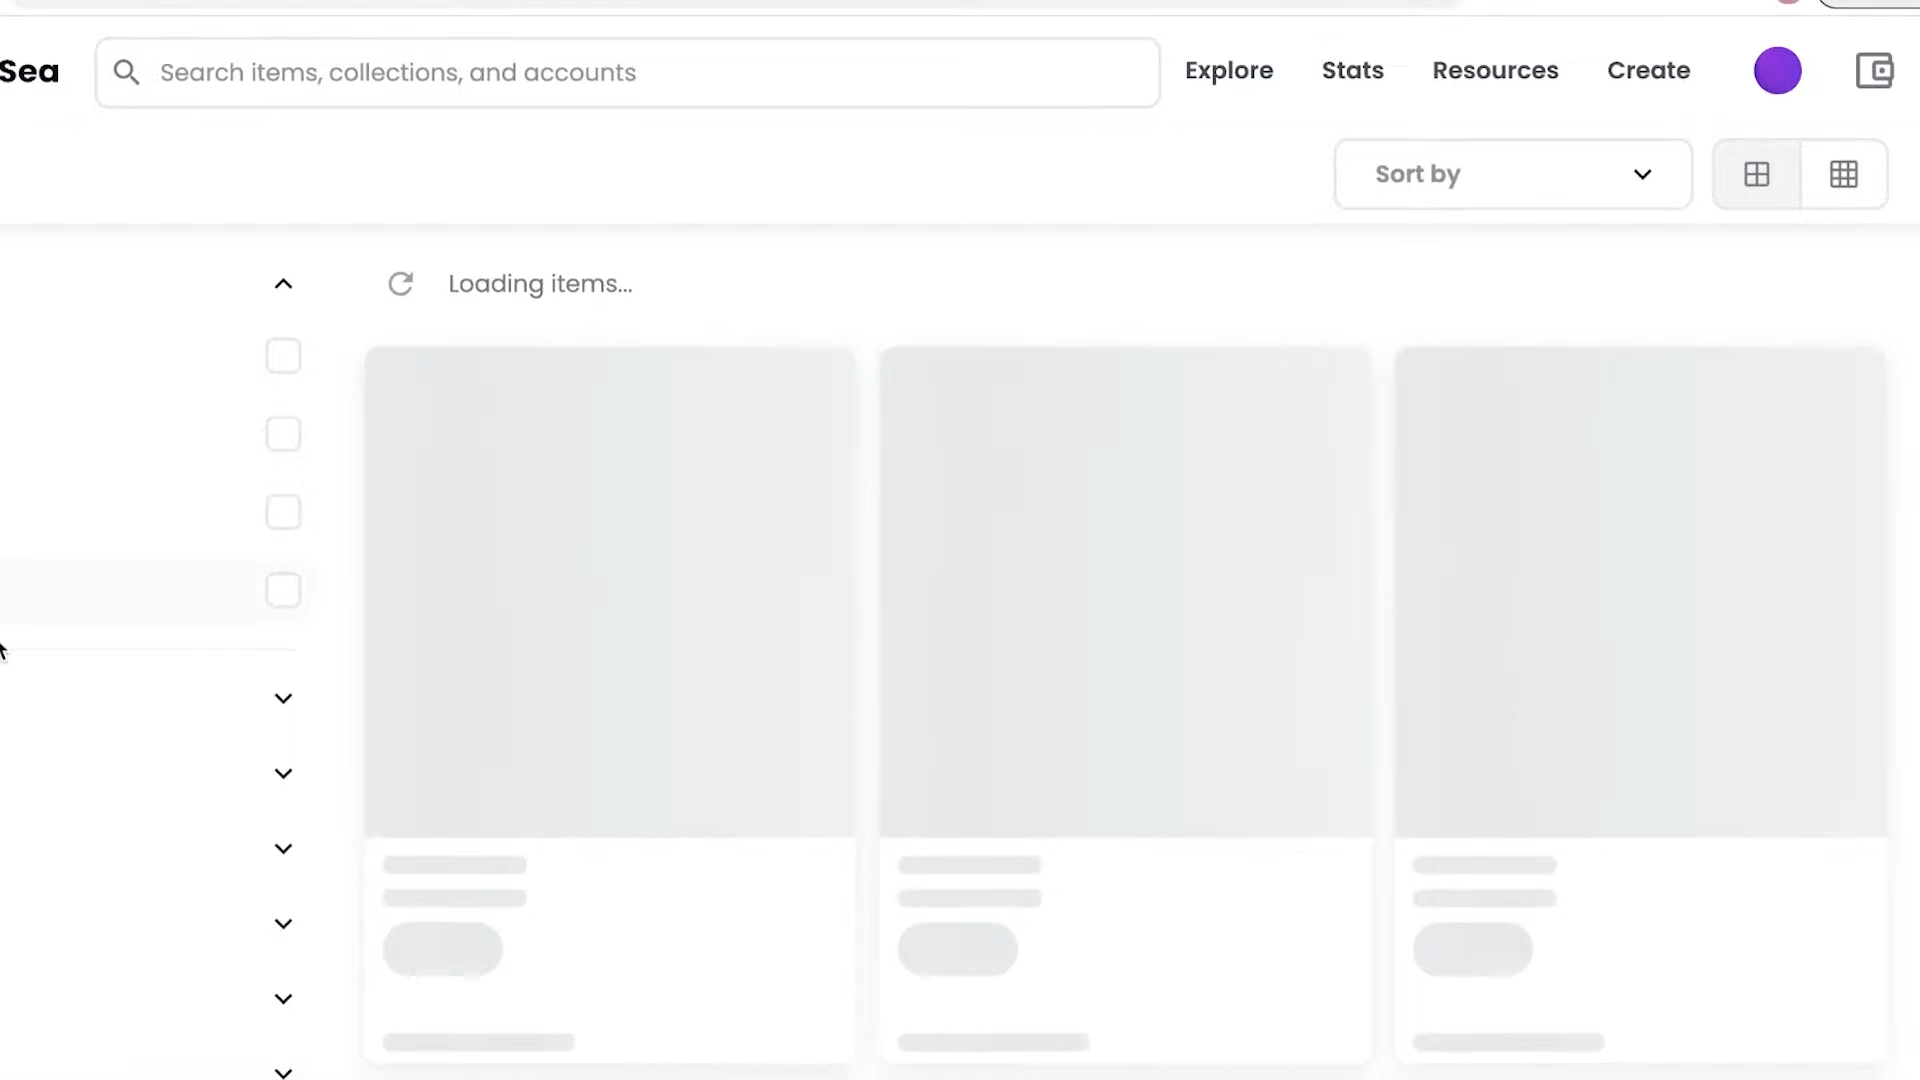 Sea
Search items, collections, and accounts
Explore
Stats
Resources
Create
Sort by
Loading items...